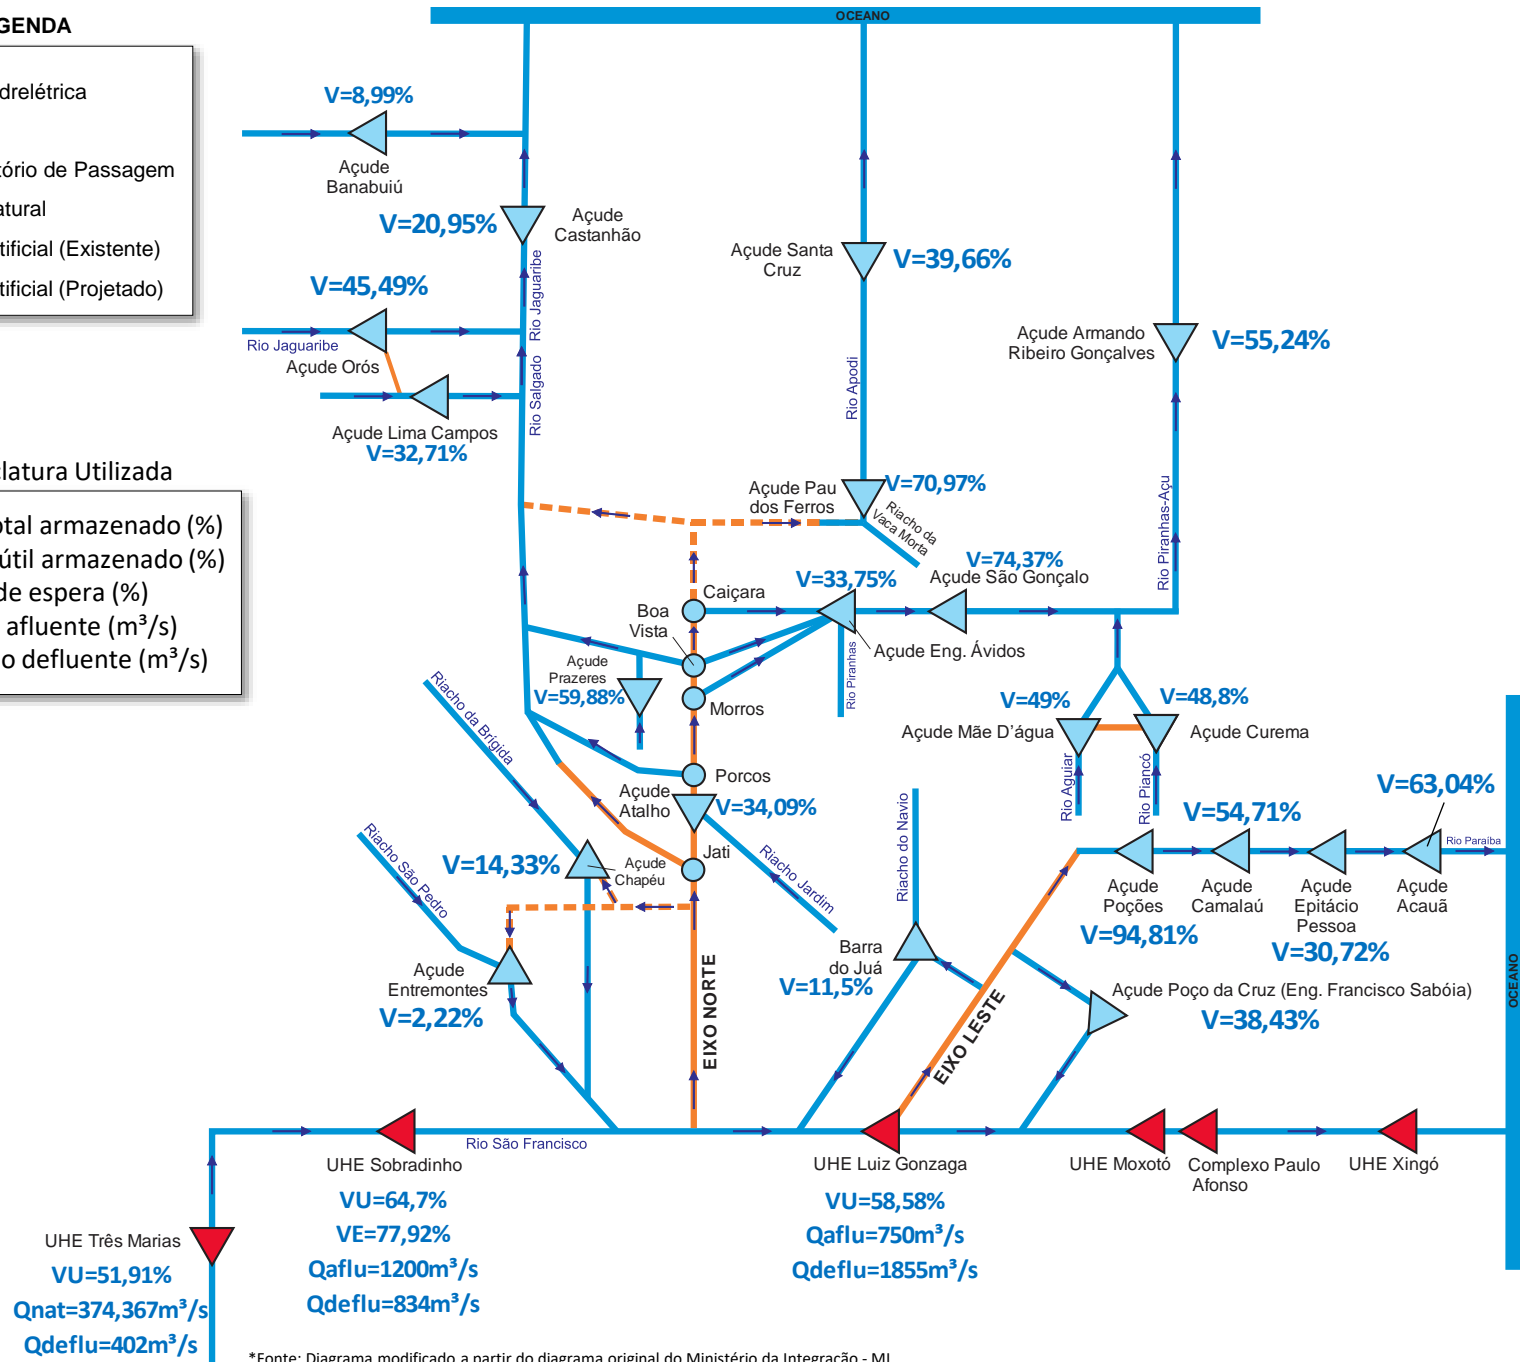 GENDA
drelétrica
tório de Passagem
atural
tificial (Existente)
tificial (Projetado)
clatura Utilizada
otal armazenado (%)
útil armazenado (%)
de espera (%)
afluente (m³/s)
o defluente (m³/s)
OCEANO
V=8,99%
Açude
Banabuiú
V=20,95%
Açude
Castanhão
Rio Jaguaribe
V=45,49%
Rio Jaguaribe
Açude Orós
Rio Salgado
Açude Lima Campos
V=32,71%
Açude Santa
Cruz
V=39,66%
Rio Apodi
Açude Armando
Ribeiro Gonçalves
V=55,24%
Rio Piranhas-Açu
Açude Pau
dos Ferros
V=70,97%
Riacho da
Vaca Morta
V=74,37%
Açude São Gonçalo
V=33,75%
Açude Eng. Ávidos
Rio Piranhas
Caiçara
Boa
Vista
Açude
Prazeres
V=59,88%
Morros
Porcos
Riacho da Brígida
Açude
Atalho
V=34,09%
Jati
Riacho Jardim
V=14,33%
Açude
Chapéu
Riacho São Pedro
Açude
Entremontes
V=2,22%
EIXO NORTE
V=49%
Açude Mãe D'água
Rio Aguiar
V=48,8%
Açude Curema
Rio Piancó
V=63,04%
V=54,71%
Rio Paraíba
Açude
Poções
V=94,81%
Açude
Camalaú
Açude
Epitácio
Pessoa
V=30,72%
Açude
Acauã
Riacho do Navio
Barra
do Juá
V=11,5%
EIXO LESTE
Açude Poço da Cruz (Eng. Francisco Sabóia)
V=38,43%
OCEANO
Rio São Francisco
UHE Sobradinho
VU=64,7%
VE=77,92%
Qaflu=1200m³/s
Qdeflu=834m³/s
UHE Luiz Gonzaga
VU=58,58%
Qaflu=750m³/s
Qdeflu=1855m³/s
UHE Moxotó
Complexo Paulo
Afonso
UHE Xingó
UHE Três Marias
VU=51,91%
Qnat=374,367m³/s
Qdeflu=402m³/s
*Fonte: Diagrama modificado a partir do diagrama original do Ministério da Integração - MI